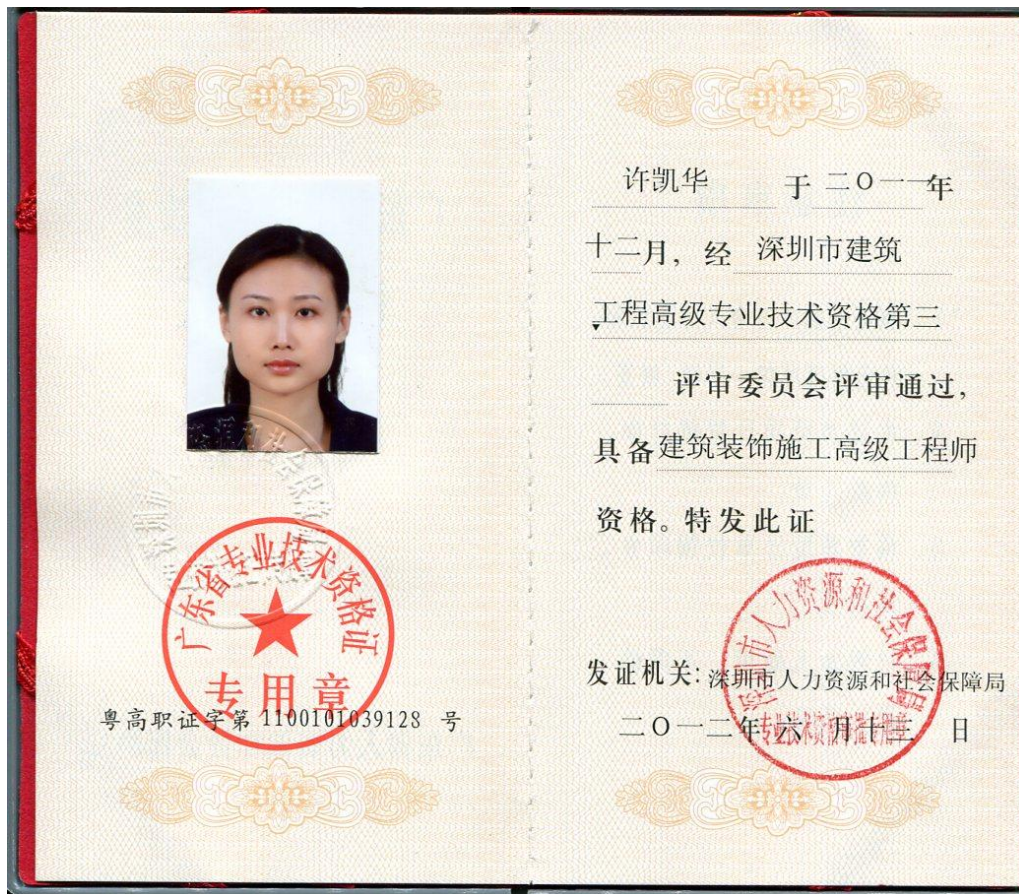 广东省专业技术资格证
专用章
粤高职证字第 1100101039128 号
许凯华 于 二〇一一年
十二月，经 深圳市建筑
工程高级专业技术资格第三
评审委员会评审通过，
具备建筑装饰施工高级工程师
资格。特发此证
深圳市人力资源和社会保障局
发证机关：深圳市人力资源和社会保障局
二〇一二年 六 月十三 日